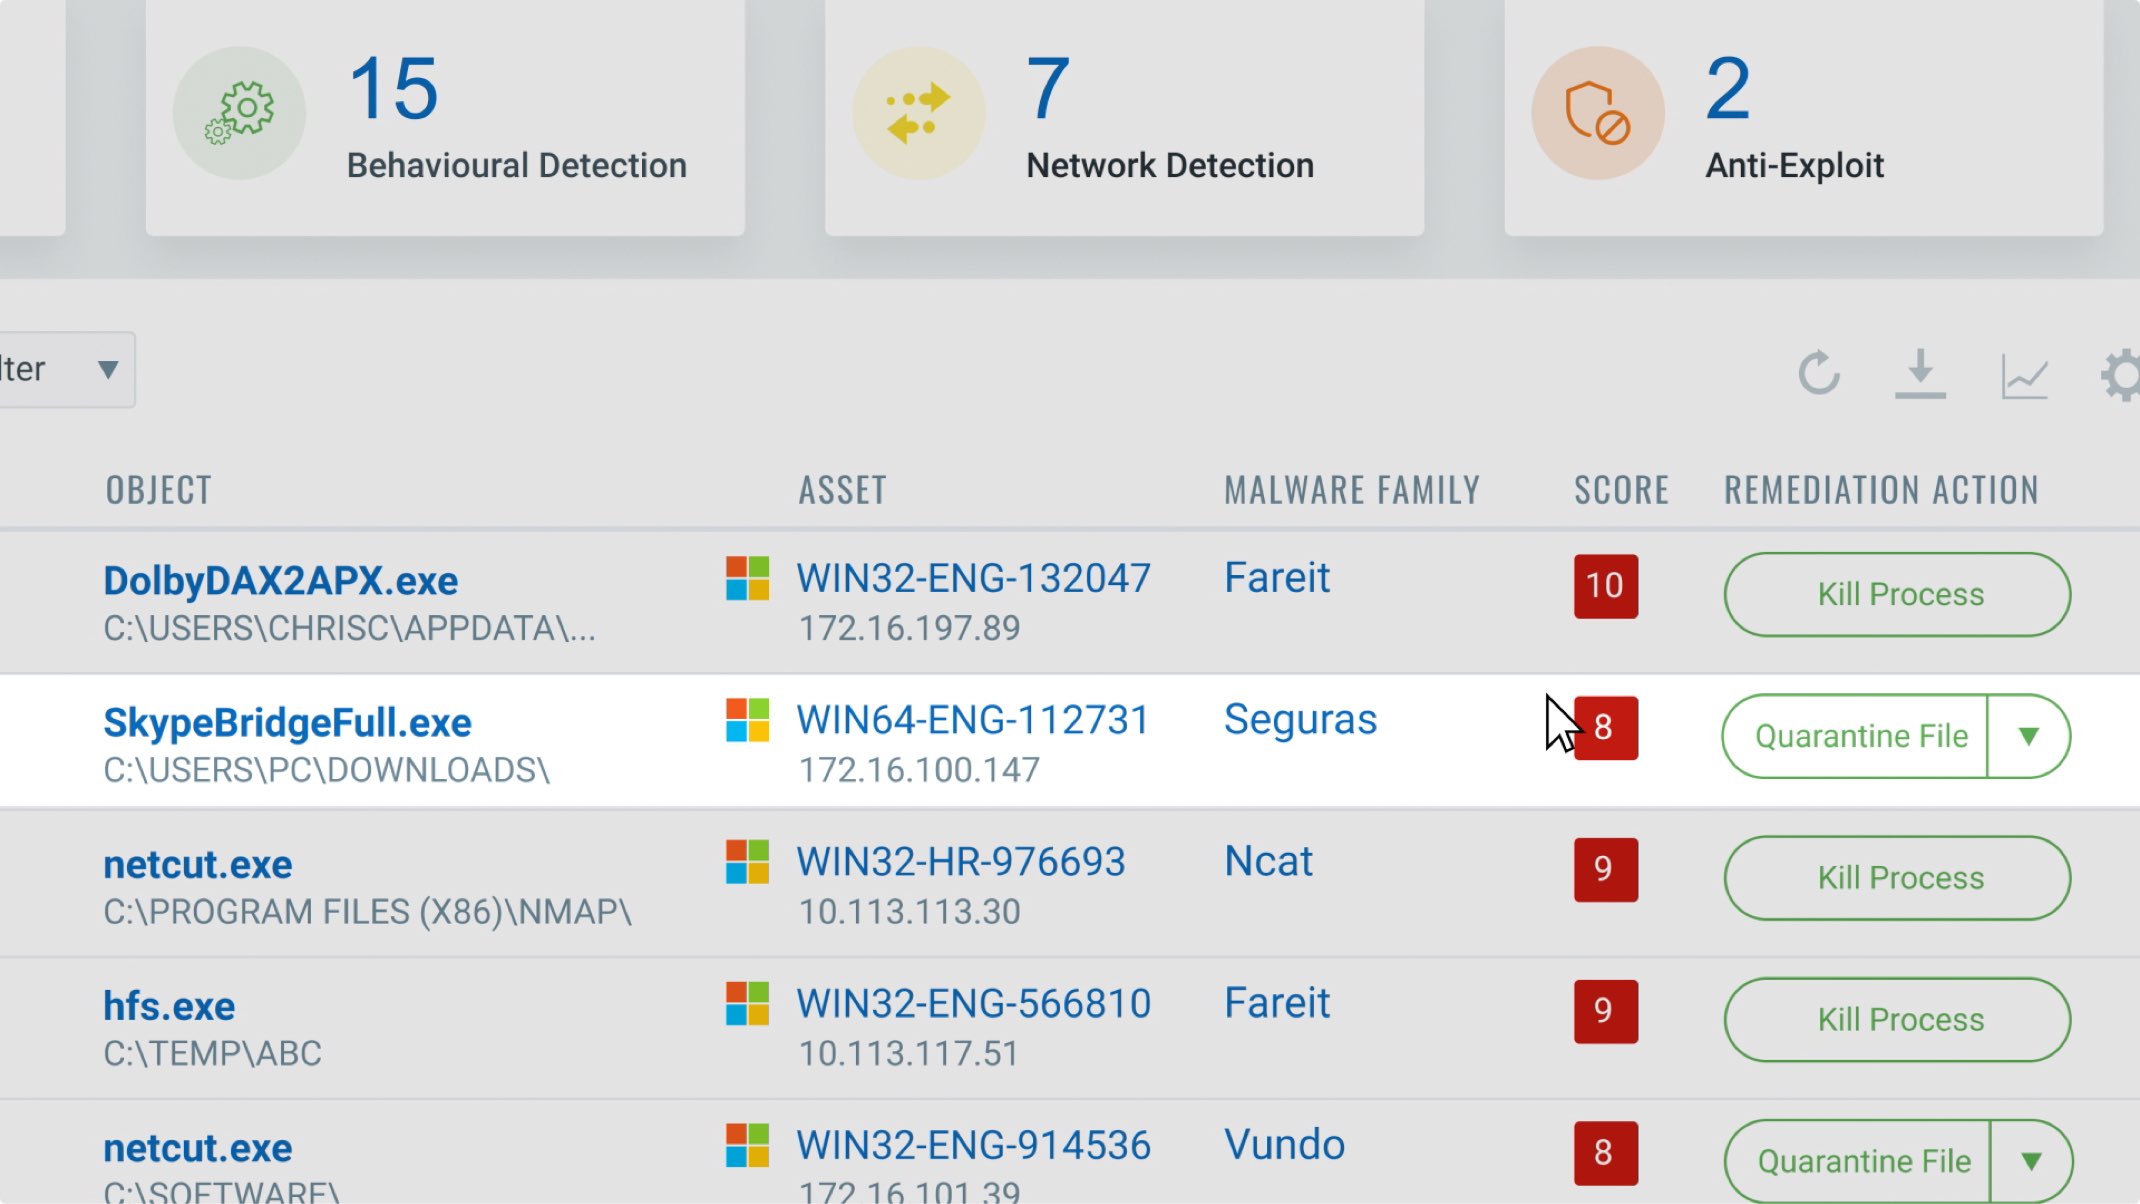 15
Behavioural Detection
7
Network Detection
2
Anti-Exploit
lter
OBJECT ASSET MALWARE FAMILY SCORE REMEDIATION ACTION
DolbyDAX2APX.exe WIN32-ENG-132047 Fareit 10 Kill Process
C:\USERS\CHRISC\APPDATA\... 172.16.197.89
SkypeBridgeFull.exe WIN64-ENG-112731 Seguras 8 Quarantine File
C:\USERS\PC\DOWNLOADS\ 172.16.100.147
netcut.exe WIN32-HR-976693 Ncat 9 Kill Process
C:\PROGRAM FILES (X86)\NMAP\ 10.113.113.30
hfs.exe WIN32-ENG-566810 Fareit 9 Kill Process
C:\TEMP\ABC 10.113.117.51
netcut.exe WIN32-ENG-914536 Vundo 8 Quarantine File
C:\SOFTWARE\ 172.16.101.39